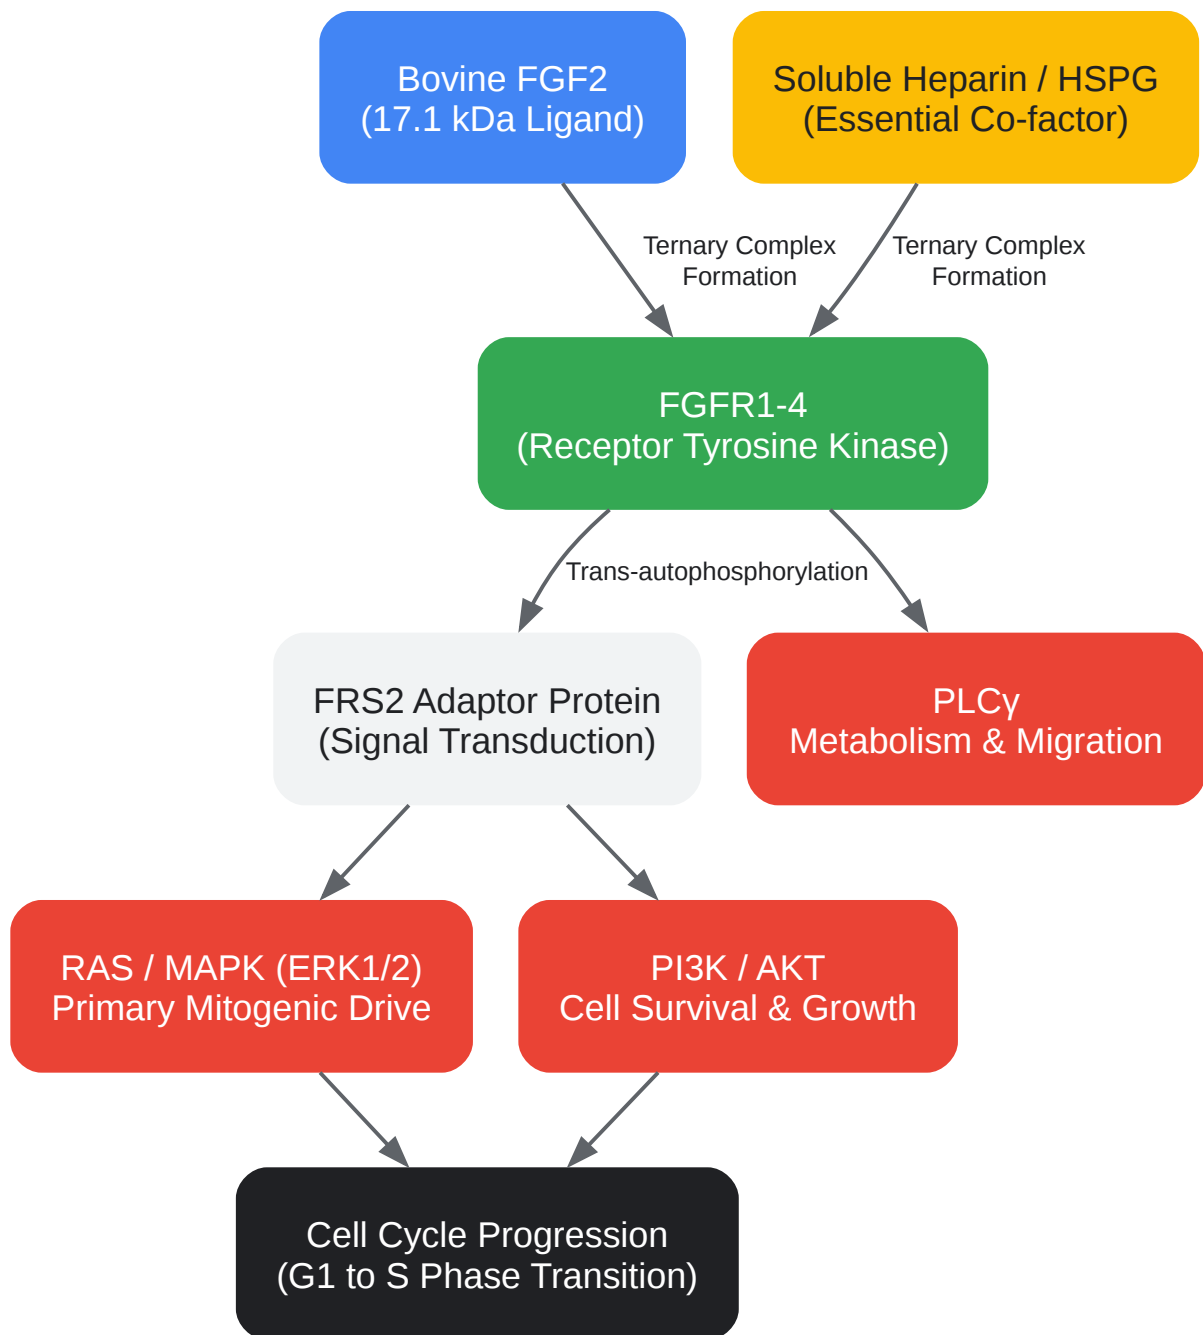 Bovine FGF2
(17.1 kDa Ligand)
Soluble Heparin / HSPG
(Essential Co-factor)
Ternary Complex
Formation
Ternary Complex
Formation
FGFR1-4
(Receptor Tyrosine Kinase)
Trans-autophosphorylation
FRS2 Adaptor Protein
(Signal Transduction)
PLCγ
Metabolism & Migration
RAS / MAPK (ERK1/2)
Primary Mitogenic Drive
PI3K / AKT
Cell Survival & Growth
Cell Cycle Progression
(G1 to S Phase Transition)